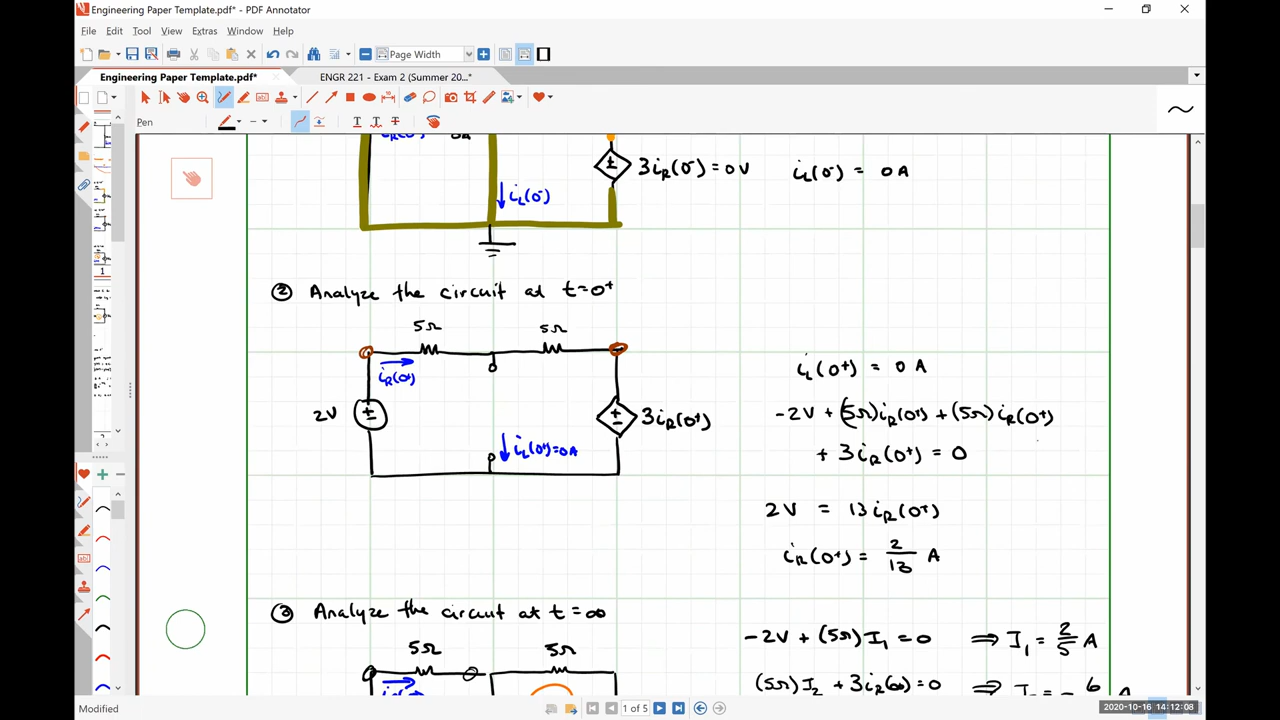 Engineering Paper Template.pdf* - PDF Annotator
File Edit Tool View Extras Window Help
Page Width
Engineering Paper Template.pdf*
ENGR 221 - Exam 2 (Summer 20...*
Pen
3iR(0-) = 0V
iL(0-) = 0A
iL(0-)
② Analyze the circuit at t=0+
5Ω
5Ω
iR(0+)
iL(0+) = 0A
2V
3iR(0+)
-2V + (5Ω)iR(0+) + (5Ω)iR(0+)
iL(0+)=0A
+ 3iR(0+) = 0
2V = 13iR(0+)
iR(0+) = 2/13 A
③ Analyze the circuit at t=∞
-2V + (5Ω)I1 = 0 ⟹ I1 = 2/5 A
5Ω
5Ω
(5Ω)I2 + 3iR(∞) = 0 ⟹
1 of 5
Modified
2020-10-16 14:12:08